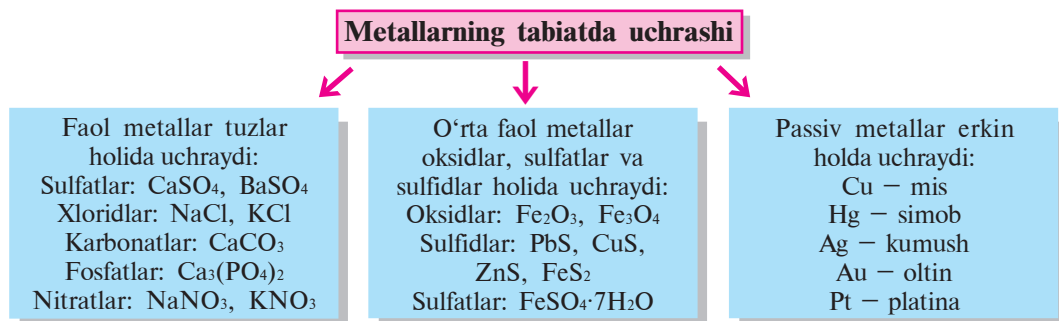 Metallarning tabiatda uchrashi
Faol metallar tuzlar
holida uchraydi:
Sulfatlar: CaSO₄, BaSO₄
Xloridlar: NaCl, KCl
Karbonatlar: CaCO₃
Fosfatlar: Ca₃(PO₄)₂
Nitratlar: NaNO₃, KNO₃
O‘rta faol metallar
oksidlar, sulfatlar va
sulfidlar holida uchraydi:
Oksidlar: Fe₂O₃, Fe₃O₄
Sulfidlar: PbS, CuS,
ZnS, FeS₂
Sulfatlar: FeSO₄·7H₂O
Passiv metallar erkin
holda uchraydi:
Cu − mis
Hg − simob
Ag − kumush
Au − oltin
Pt − platina